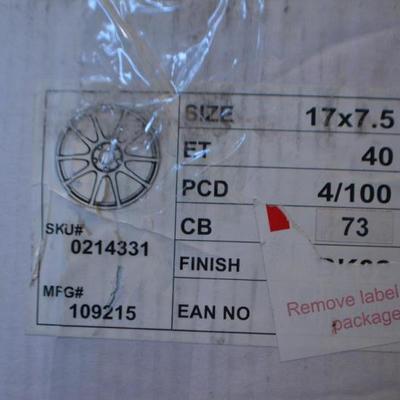 SIZE 17x7.5
ET 40
PCD 4/100
SKU#
0214331
CB 73
FINISH
MFG#
109215
EAN NO
Remove label
package